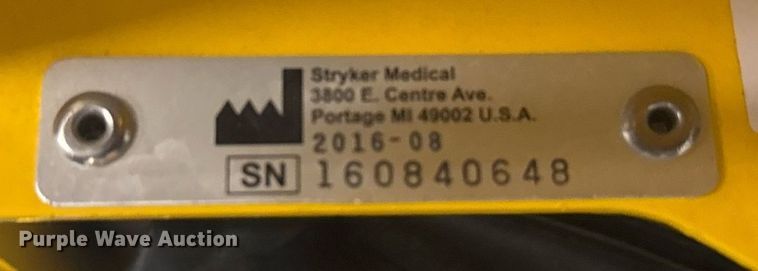 Stryker Medical
3800 E. Centre Ave.
Portage MI 49002 U.S.A.
2016-08
SN 160840648
Purple Wave Auction